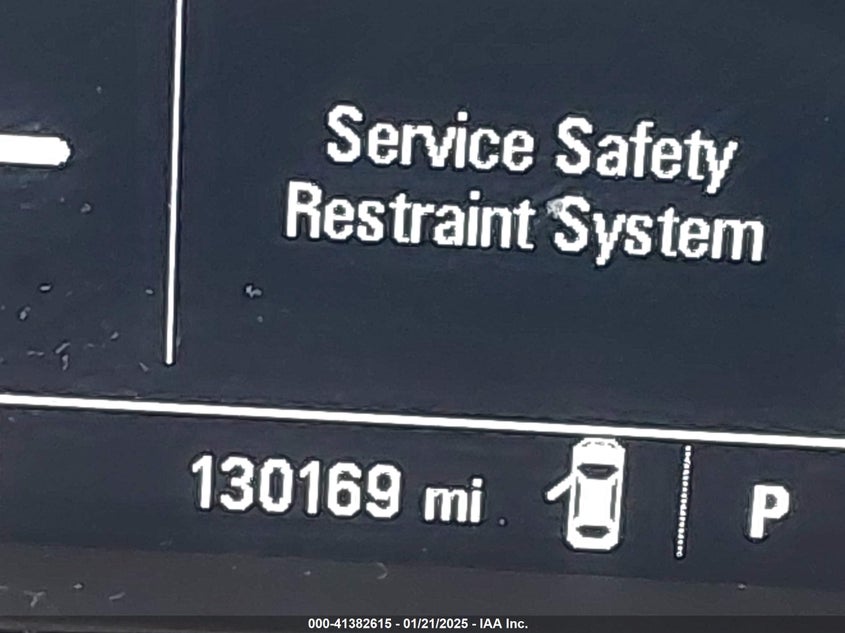 Service Safety
Restraint System
130169 mi
P
000-41382615 - 01/21/2025 - IAA Inc.